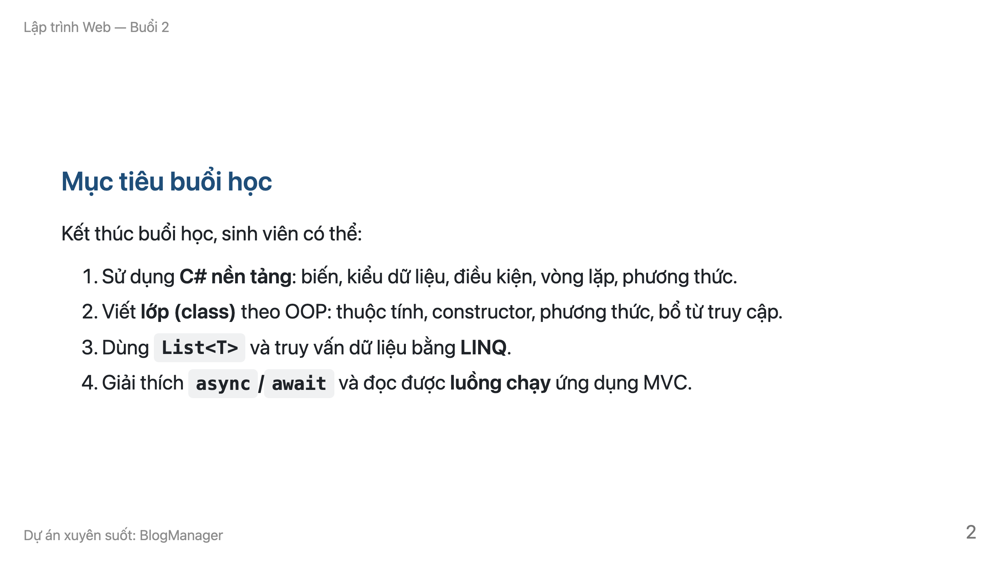 Lập trình Web — Buổi 2
Mục tiêu buổi học
Kết thúc buổi học, sinh viên có thể:
1. Sử dụng C# nền tảng: biến, kiểu dữ liệu, điều kiện, vòng lặp, phương thức.
2. Viết lớp (class) theo OOP: thuộc tính, constructor, phương thức, bổ từ truy cập.
3. Dùng List<T> và truy vấn dữ liệu bằng LINQ.
4. Giải thích async/await và đọc được luồng chạy ứng dụng MVC.
Dự án xuyên suốt: BlogManager
2